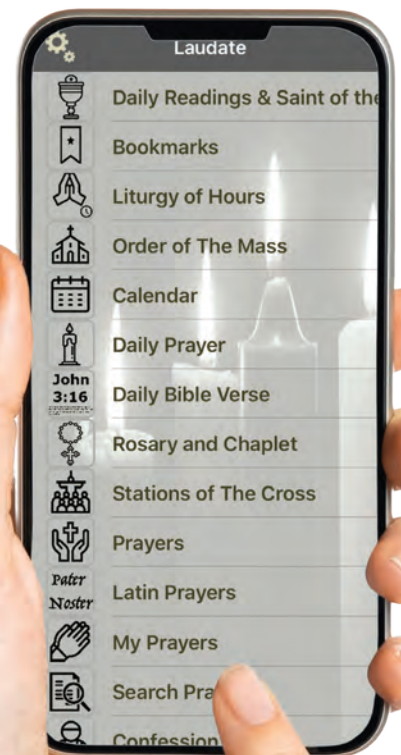 Laudate
Daily Readings & Saint of the
Bookmarks
Liturgy of Hours
Order of The Mass
Calendar
Daily Prayer
John
3:16
Daily Bible Verse
Rosary and Chaplet
Stations of The Cross
Prayers
Pater
Noster
Latin Prayers
My Prayers
Search
Confession